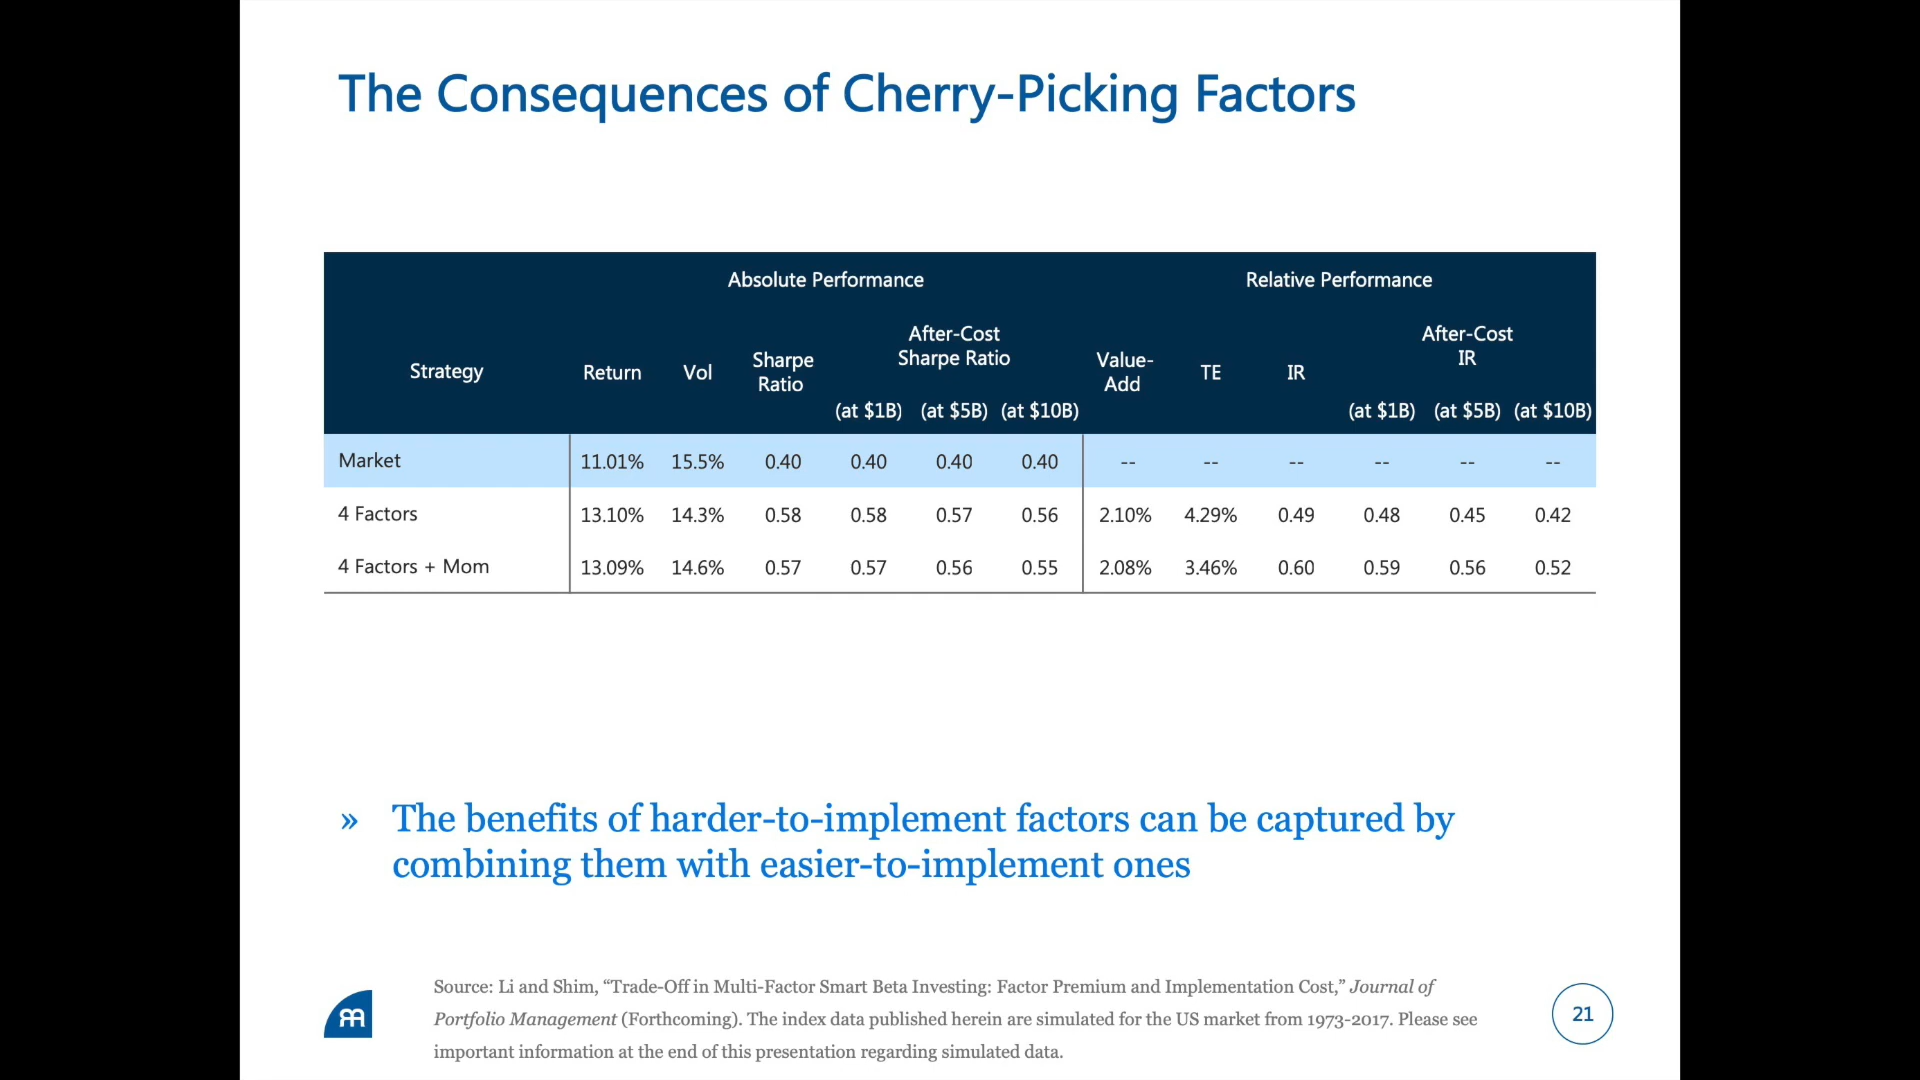 The Consequences of Cherry-Picking Factors
Absolute Performance Relative Performance
Strategy Return Vol Sharpe Ratio After-Cost Sharpe Ratio Value-Add TE IR After-Cost IR
(at $1B) (at $5B) (at $10B) (at $1B) (at $5B) (at $10B)
Market 11.01% 15.5% 0.40 0.40 0.40 0.40 -- -- -- -- -- --
4 Factors 13.10% 14.3% 0.58 0.58 0.57 0.56 2.10% 4.29% 0.49 0.48 0.45 0.42
4 Factors + Mom 13.09% 14.6% 0.57 0.57 0.56 0.55 2.08% 3.46% 0.60 0.59 0.56 0.52
» The benefits of harder-to-implement factors can be captured by
combining them with easier-to-implement ones
Source: Li and Shim, “Trade-Off in Multi-Factor Smart Beta Investing: Factor Premium and Implementation Cost,” Journal of
Portfolio Management (Forthcoming). The index data published herein are simulated for the US market from 1973-2017. Please see
important information at the end of this presentation regarding simulated data.
21